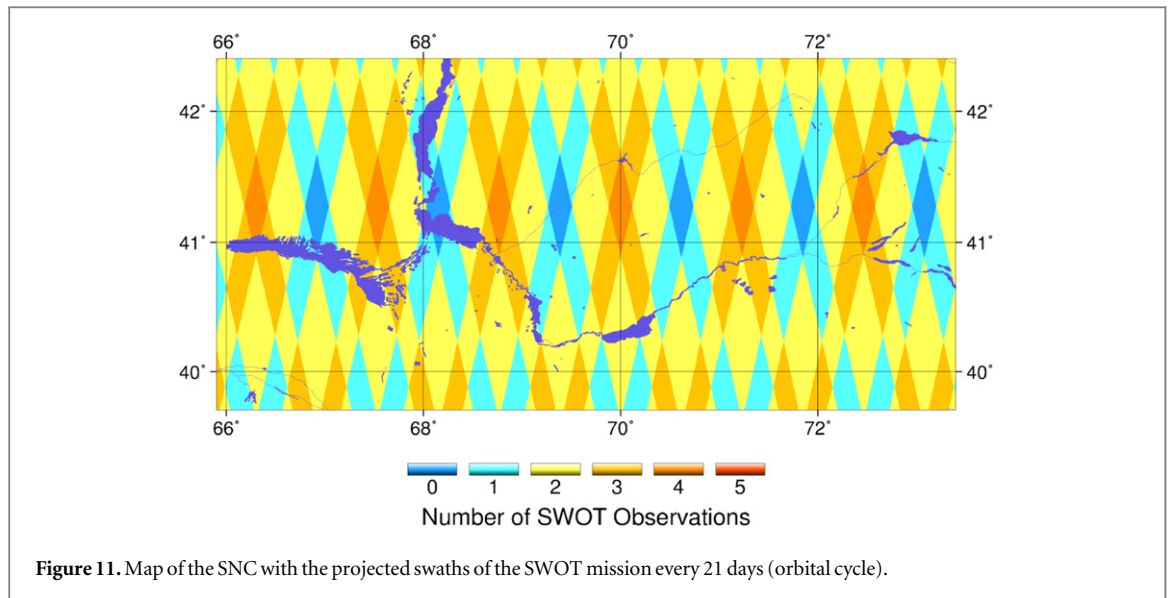 66° 68° 70° 72°
42° 42°
41° 41°
40° 40°
66° 68° 70° 72°
0 1 2 3 4 5
Number of SWOT Observations
Figure 11. Map of the SNC with the projected swaths of the SWOT mission every 21 days (orbital cycle).